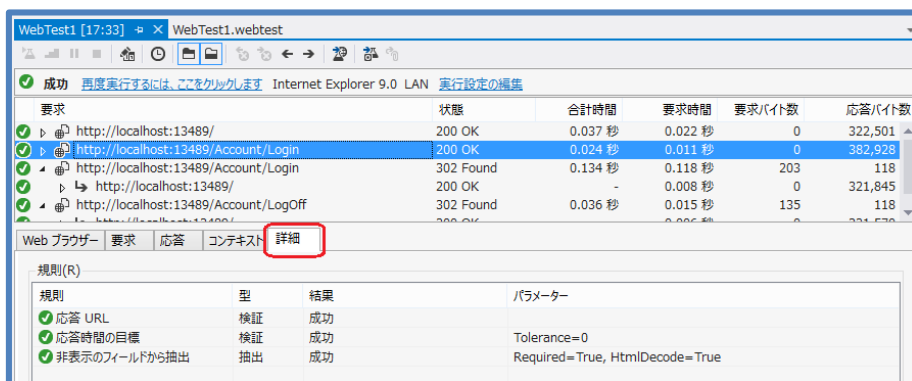 WebTest1 [17:33] WebTest1.webtest
成功 再度実行するには、ここをクリックします Internet Explorer 9.0 LAN 実行設定の編集
要求 状態 合計時間 要求時間 要求バイト数 応答バイト数
http://localhost:13489/ 200 OK 0.037 秒 0.022 秒 0 322,501
http://localhost:13489/Account/Login 200 OK 0.024 秒 0.011 秒 0 382,928
http://localhost:13489/Account/Login 302 Found 0.134 秒 0.118 秒 203 118
http://localhost:13489/ 200 OK - 0.008 秒 0 321,845
http://localhost:13489/Account/LogOff 302 Found 0.036 秒 0.015 秒 135 118
Web ブラウザー 要求 応答 コンテキスト 詳細
規則(R)
規則 型 結果 パラメーター
応答 URL 検証 成功
応答時間の目標 検証 成功 Tolerance=0
非表示のフィールドから抽出 抽出 成功 Required=True, HtmlDecode=True